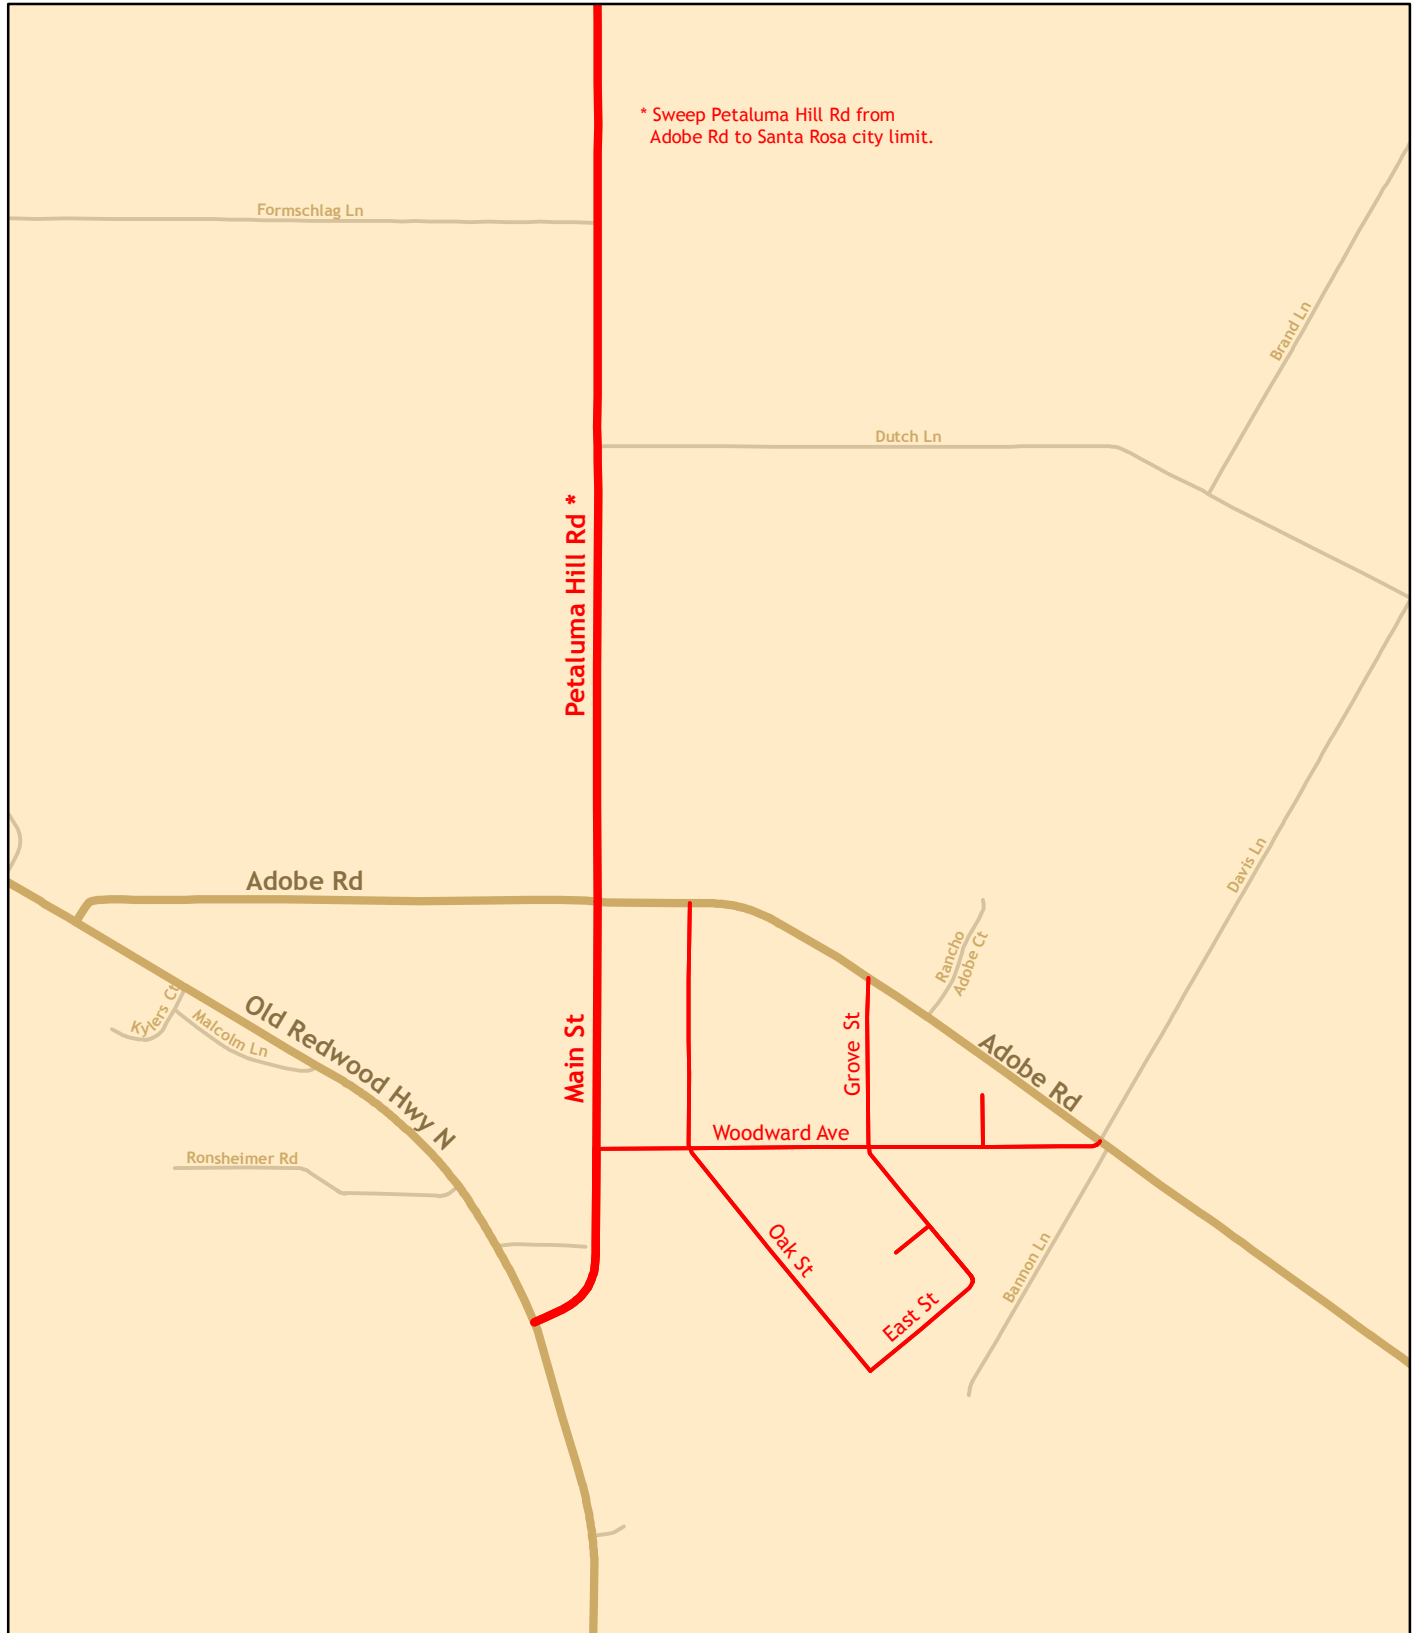 * Sweep Petaluma Hill Rd from
Adobe Rd to Santa Rosa city limit.
Formschlag Ln
Brand Ln
Dutch Ln
Petaluma Hill Rd *
Davis Ln
Adobe Rd
Rancho
Adobe Ct
Kylers Ct
Malcolm Ln
Old Redwood Hwy N
Main St
Grove St
Adobe Rd
Woodward Ave
Ronsheimer Rd
Oak St
Bannon Ln
East St